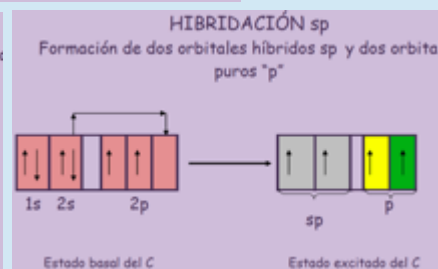 HIBRIDACIÓN sp
Formación de dos orbitales híbridos sp y dos orbita
puros "p"
1s 2s 2p
sp
p
Estado basal del C
Estado excitado del C